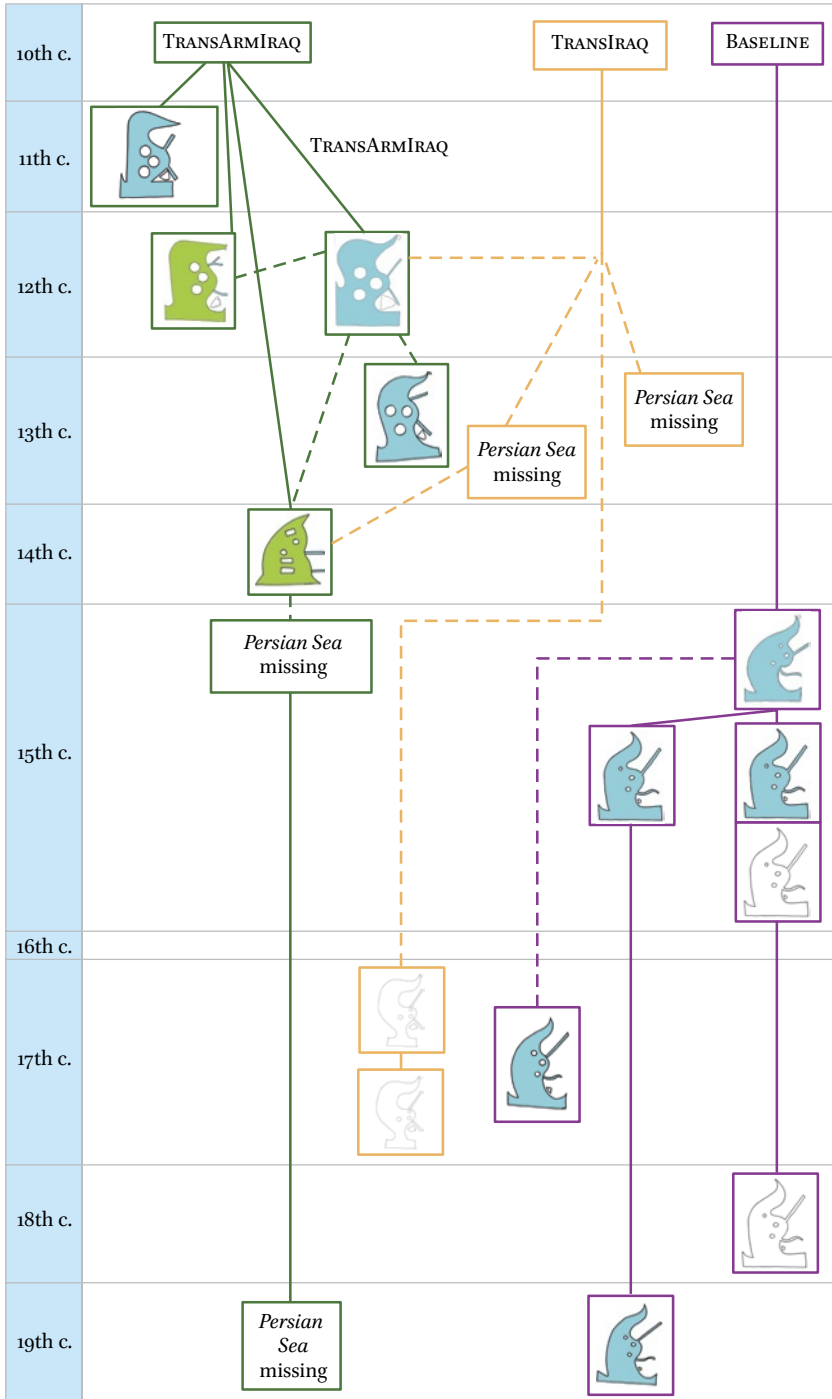 10th c.
TransArmIraq
TransIraq
Baseline
11th c.
TransArmIraq
12th c.
13th c.
Persian Sea
missing
Persian Sea
missing
14th c.
15th c.
Persian Sea
missing
16th c.
17th c.
18th c.
19th c.
Persian
Sea
missing